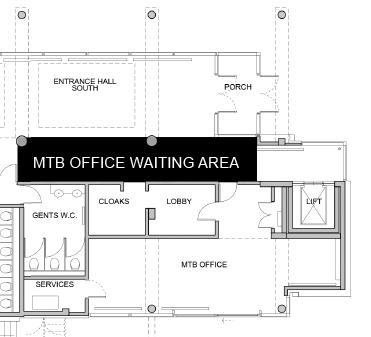 ENTRANCE HALL
SOUTH
PORCH
MTB OFFICE WAITING AREA
CLOAKS
LOBBY
LIFT
GENTS W.C.
MTB OFFICE
SERVICES